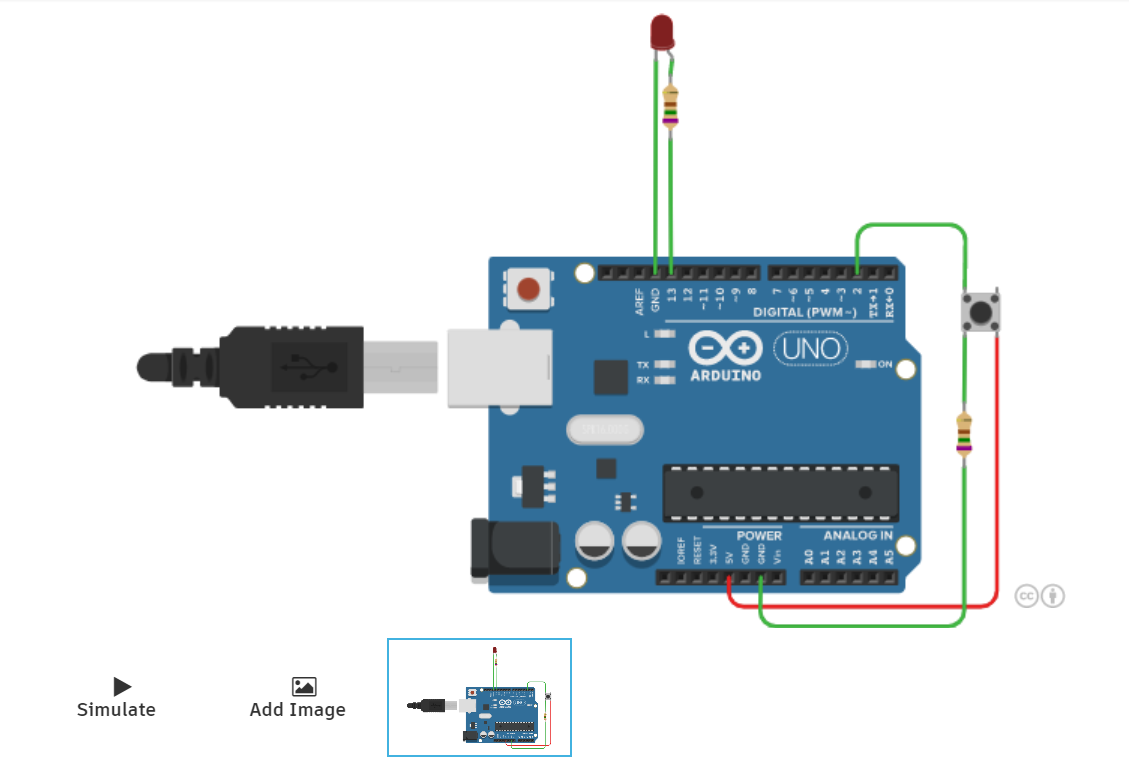 AREF
GND
13
12
~11
~10
~9
8
7
~6
~5
4
~3
2
TX→1
RX←0
DIGITAL (PWM~)
L
TX
RX
ARDUINO
UNO
ON
POWER
ANALOG IN
IOREF
RESET
3.3V
5V
GND
GND
Vin
A0
A1
A2
A3
A4
A5
cc
Simulate
Add Image